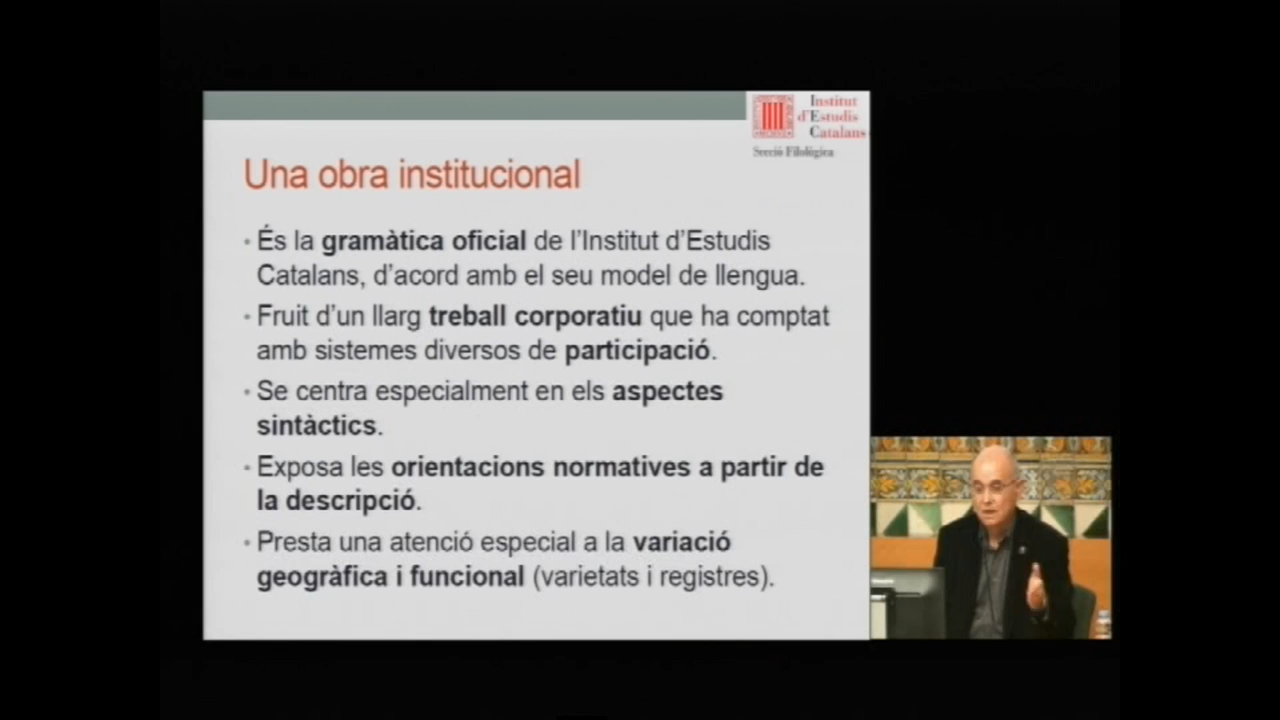 Institut
d'Estudis
Catalans
Secció Filològica
Una obra institucional
• És la gramàtica oficial de l'Institut d'Estudis
Catalans, d'acord amb el seu model de llengua.
• Fruit d'un llarg treball corporatiu que ha comptat
amb sistemes diversos de participació.
• Se centra especialment en els aspectes
sintàctics.
• Exposa les orientacions normatives a partir de
la descripció.
• Presta una atenció especial a la variació
geogràfica i funcional (varietats i registres).